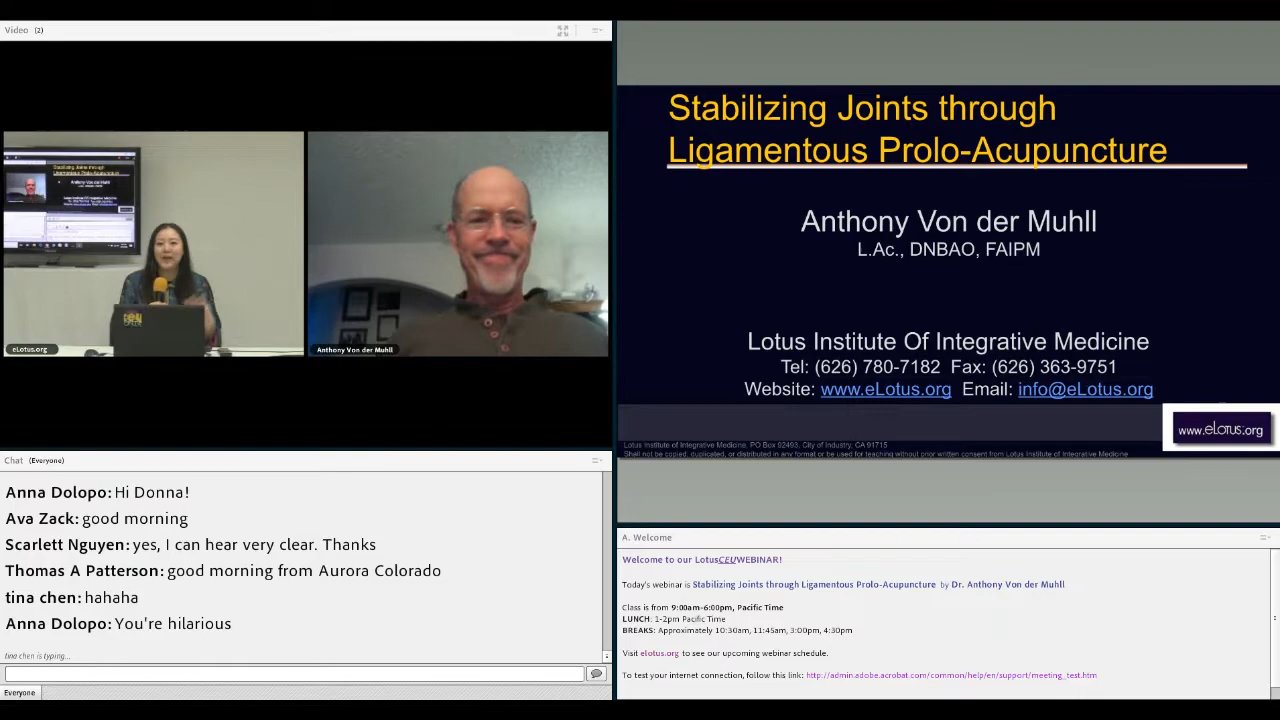 Video (2)
eLotus.org
Anthony Von der Muhll
Stabilizing Joints through
Ligamentous Prolo-Acupuncture
Anthony Von der Muhll
L.Ac., DNBAO, FAIPM
Lotus Institute Of Integrative Medicine
Tel: (626) 780-7182 Fax: (626) 363-9751
Website: www.eLotus.org Email: info@eLotus.org
www.eLotus.org
Lotus Institute of Integrative Medicine. PO Box 92493, City of Industry, CA 91715
Shall not be copied, duplicated, or distributed in any format or be used for teaching without prior written consent from Lotus Institute of Integrative Medicine
Chat (Everyone)
Anna Dolopo: Hi Donna!
Ava Zack: good morning
Scarlett Nguyen: yes, I can hear very clear. Thanks
Thomas A Patterson: good morning from Aurora Colorado
tina chen: hahaha
Anna Dolopo: You're hilarious
tina chen is typing...
Everyone
A. Welcome
Welcome to our LotusCEUWEBINAR!
Today's webinar is Stabilizing Joints through Ligamentous Prolo-Acupuncture by Dr. Anthony Von der Muhll
Class is from 9:00am-6:00pm, Pacific Time
LUNCH: 1-2pm Pacific Time
BREAKS: Approximately 10:30am, 11:45am, 3:00pm, 4:30pm
Visit elotus.org to see our upcoming webinar schedule.
To test your internet connection, follow this link: http://admin.adobe.acrobat.com/common/help/en/support/meeting_test.htm